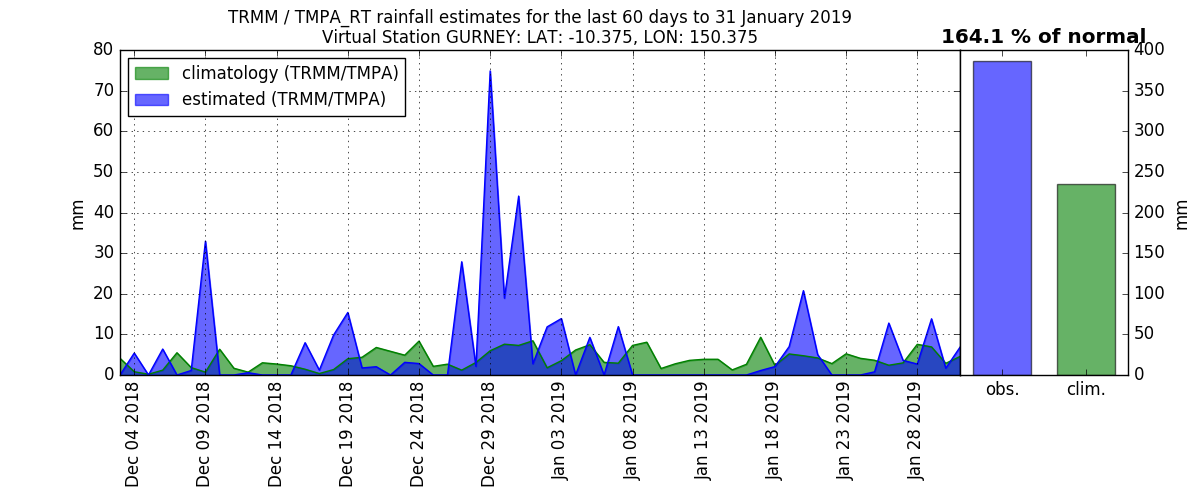 TRMM / TMPA_RT rainfall estimates for the last 60 days to 31 January 2019
Virtual Station GURNEY: LAT: -10.375, LON: 150.375
164.1 % of normal
climatology (TRMM/TMPA)
estimated (TRMM/TMPA)
80
70
60
50
40
30
20
10
0
mm
400
350
300
250
200
150
100
50
0
mm
Dec 04 2018
Dec 09 2018
Dec 14 2018
Dec 19 2018
Dec 24 2018
Dec 29 2018
Jan 03 2019
Jan 08 2019
Jan 13 2019
Jan 18 2019
Jan 23 2019
Jan 28 2019
obs.
clim.